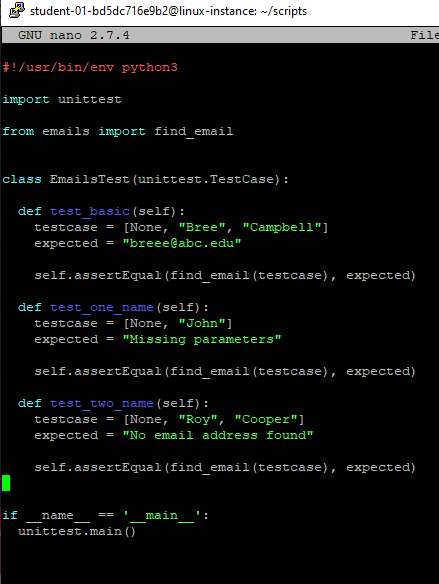 student-01-bd5dc716e9b2@linux-instance: ~/scripts
GNU nano 2.7.4 File
#!/usr/bin/env python3
import unittest
from emails import find_email
class EmailsTest(unittest.TestCase):
def test_basic(self):
testcase = [None, "Bree", "Campbell"]
expected = "breee@abc.edu"
self.assertEqual(find_email(testcase), expected)
def test_one_name(self):
testcase = [None, "John"]
expected = "Missing parameters"
self.assertEqual(find_email(testcase), expected)
def test_two_name(self):
testcase = [None, "Roy", "Cooper"]
expected = "No email address found"
self.assertEqual(find_email(testcase), expected)
if __name__ == '__main__':
unittest.main()